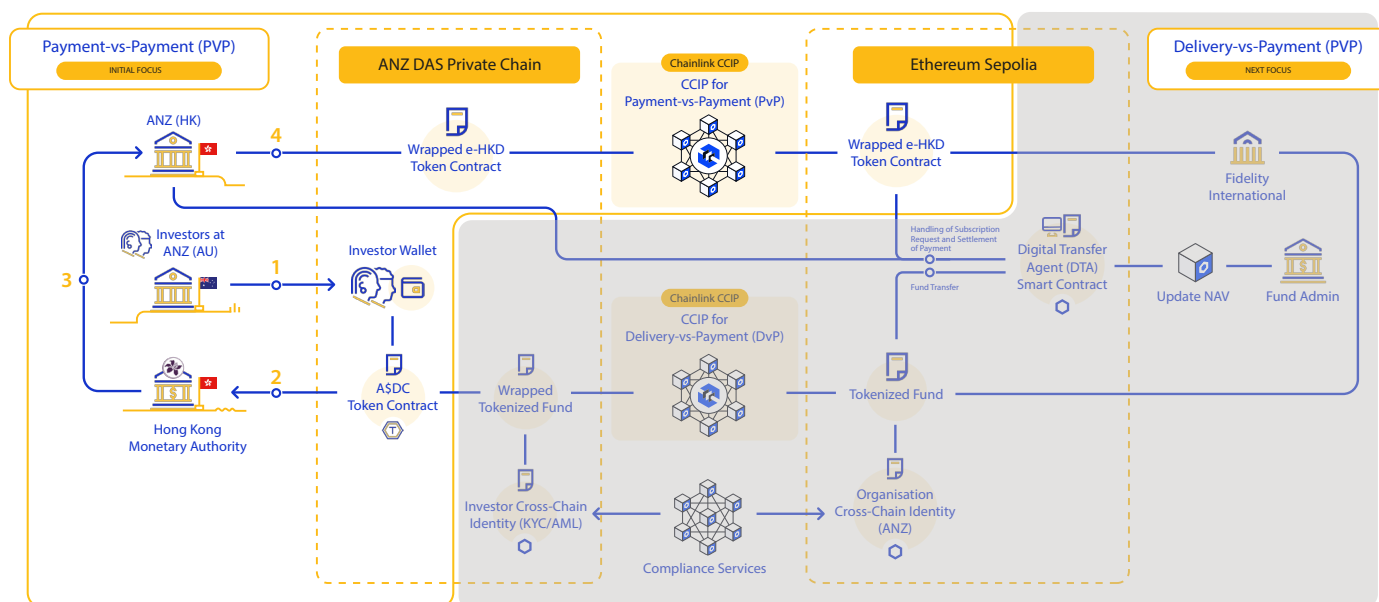 Payment-vs-Payment (PVP)
INITIAL FOCUS
ANZ DAS Private Chain
Chainlink CCIP
CCIP for
Payment-vs-Payment (PvP)
Ethereum Sepolia
Delivery-vs-Payment (PVP)
NEXT FOCUS
ANZ (HK)
4
Wrapped e-HKD
Token Contract
Wrapped e-HKD
Token Contract
Fidelity
International
Investors at
ANZ (AU)
3
1
Investor Wallet
Handling of Subscription
Request and Settlement
of Payment
Fund Transfer
Digital Transfer
Agent (DTA)
Smart Contract
Update NAV
Fund Admin
Chainlink CCIP
CCIP for
Delivery-vs-Payment (DvP)
2
Hong Kong
Monetary Authority
A$DC
Token Contract
T
Wrapped
Tokenized Fund
Tokenized Fund
Investor Cross-Chain
Identity (KYC/AML)
Compliance Services
Organisation
Cross-Chain Identity
(ANZ)